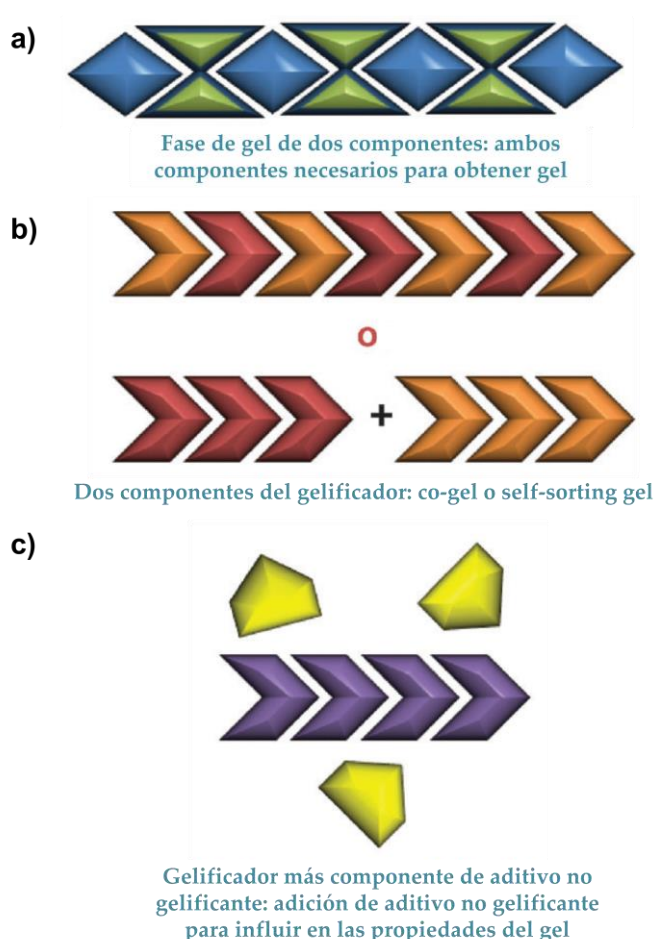 a)
Fase de gel de dos componentes: ambos
componentes necesarios para obtener gel
b)
o
+
Dos componentes del gelificador: co-gel o self-sorting gel
c)
Gelificador más componente de aditivo no
gelificante: adición de aditivo no gelificante
para influir en las propiedades del gel